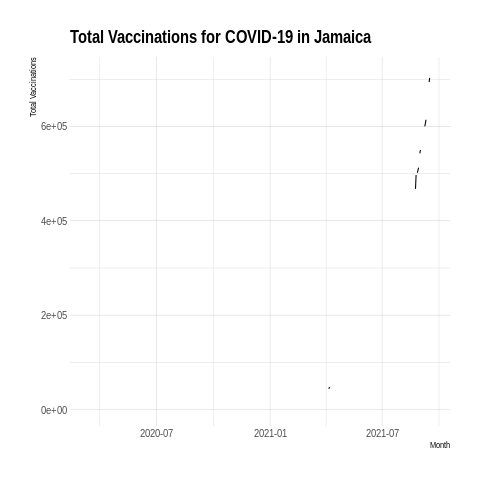 Total Vaccinations for COVID-19 in Jamaica
Total Vaccinations
6e+05
4e+05
2e+05
0e+00
2020-07 2021-01 2021-07
Month